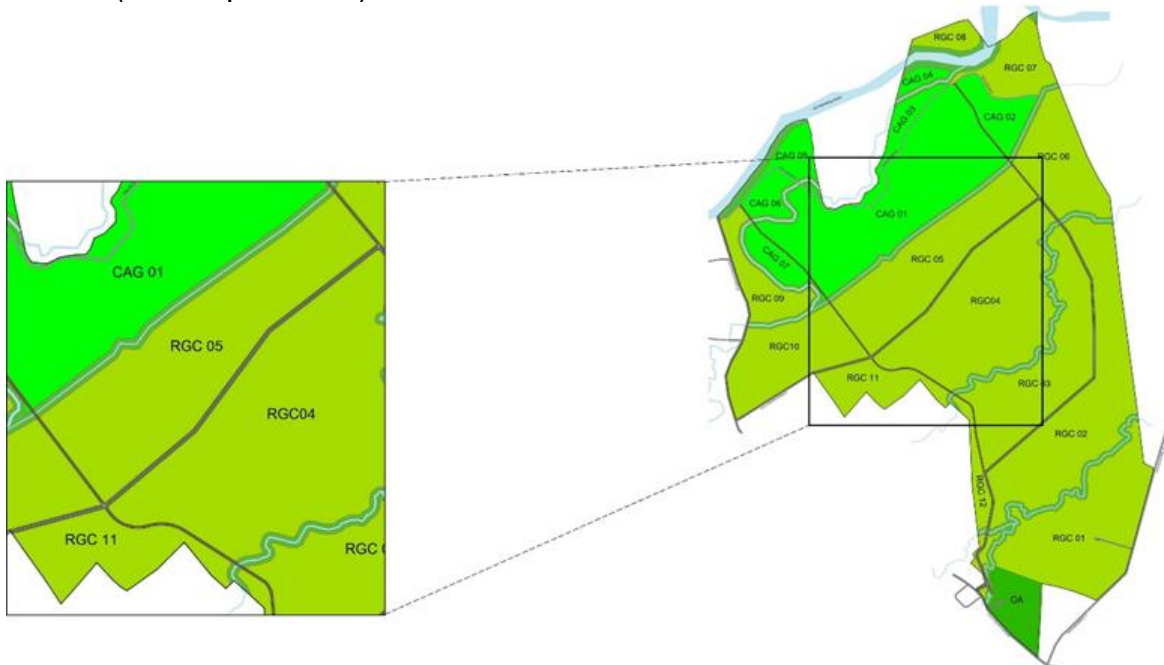 CAG 01
RGC 05
RGC04
RGC 11
RGC 08
RGC 07
CAG 04
CAG 03
CAG 02
RGC 06
CAG 05
CAG 06
CAG 01
CAG 07
RGC 05
RGC 09
RGC04
RGC10
RGC 11
RGC 03
RGC 02
RGC 12
RGC 01
OA